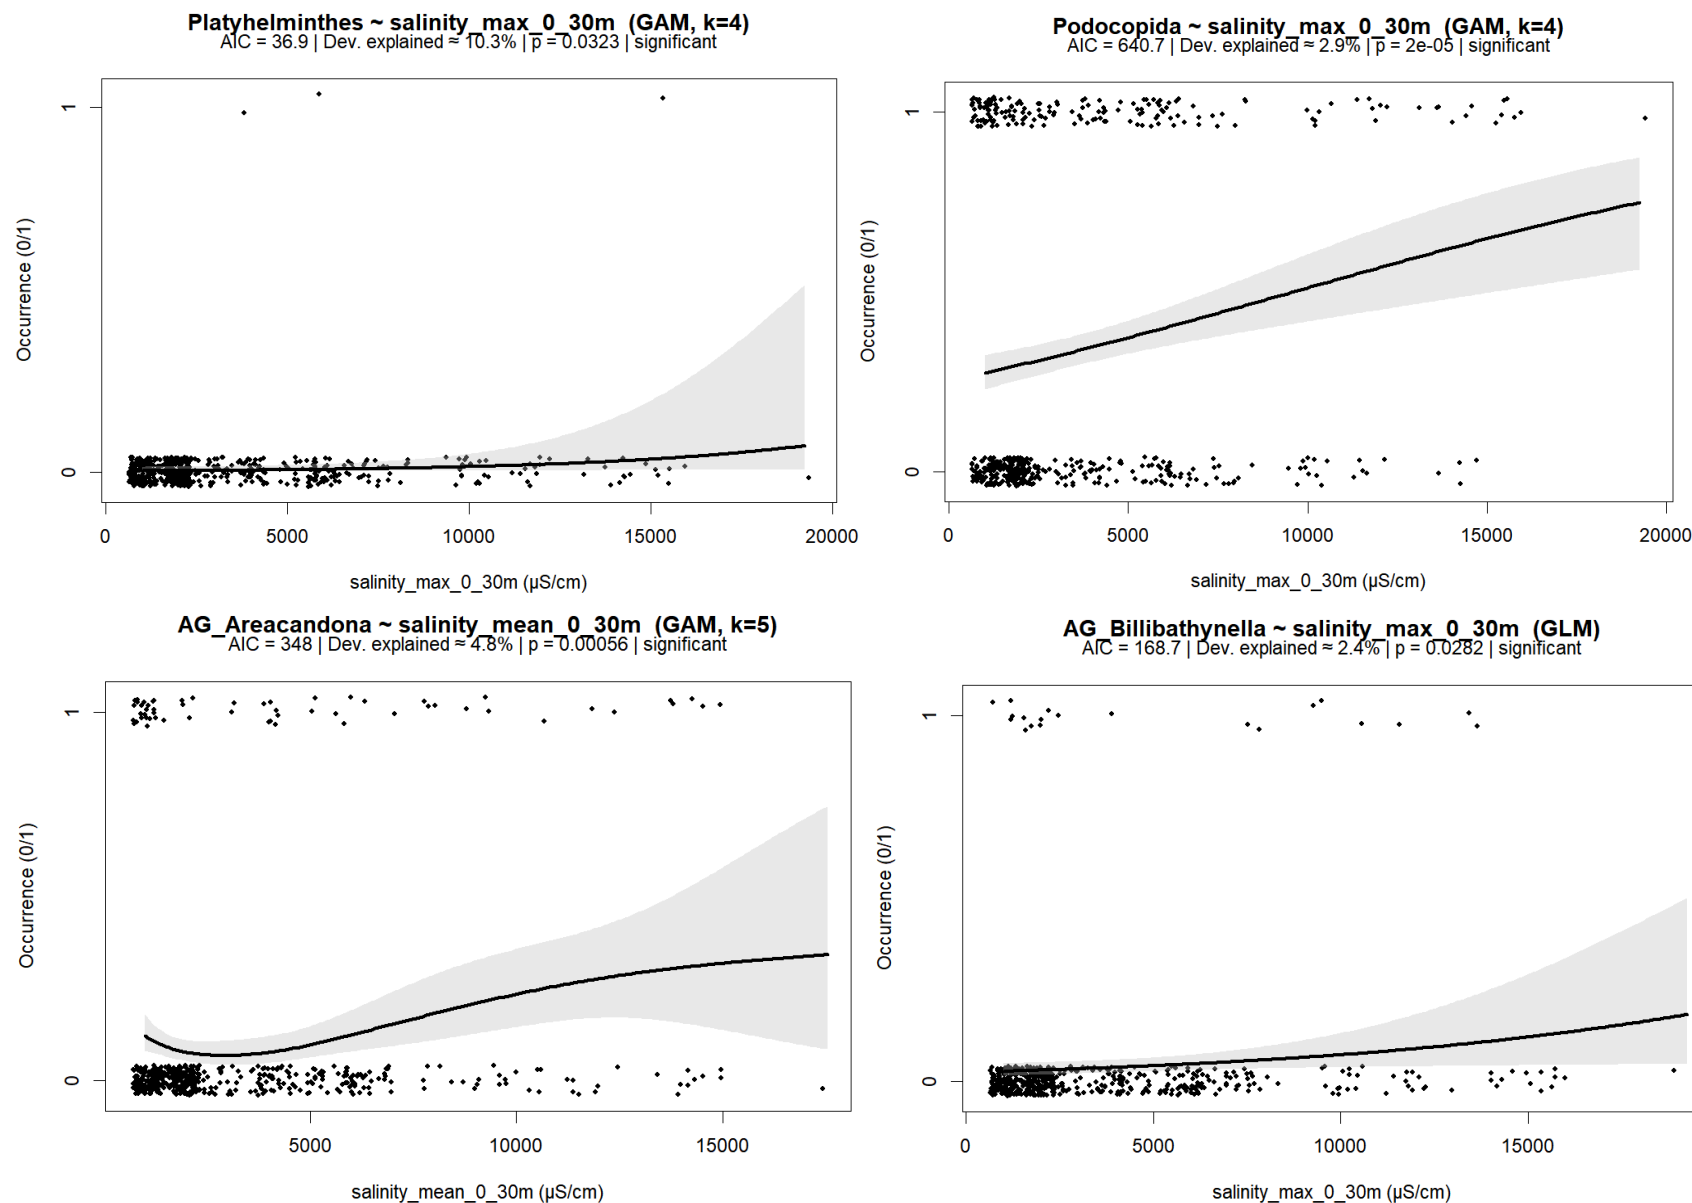 Platyhelminthes ~ salinity_max_0_30m (GAM, k=4)
AIC = 36.9 | Dev. explained ≈ 10.3% | p = 0.0323 | significant
Occurrence (0/1)
1
0
0 5000 10000 15000 20000
salinity_max_0_30m (µS/cm)
Podocopida ~ salinity_max_0_30m (GAM, k=4)
AIC = 640.7 | Dev. explained ≈ 2.9% | p = 2e-05 | significant
Occurrence (0/1)
1
0
0 5000 10000 15000 20000
salinity_max_0_30m (µS/cm)
AG_Areacandona ~ salinity_mean_0_30m (GAM, k=5)
AIC = 348 | Dev. explained ≈ 4.8% | p = 0.00056 | significant
Occurrence (0/1)
1
0
5000 10000 15000
salinity_mean_0_30m (µS/cm)
AG_Billibathynella ~ salinity_max_0_30m (GLM)
AIC = 168.7 | Dev. explained ≈ 2.4% | p = 0.0282 | significant
Occurrence (0/1)
1
0
0 5000 10000 15000
salinity_max_0_30m (µS/cm)